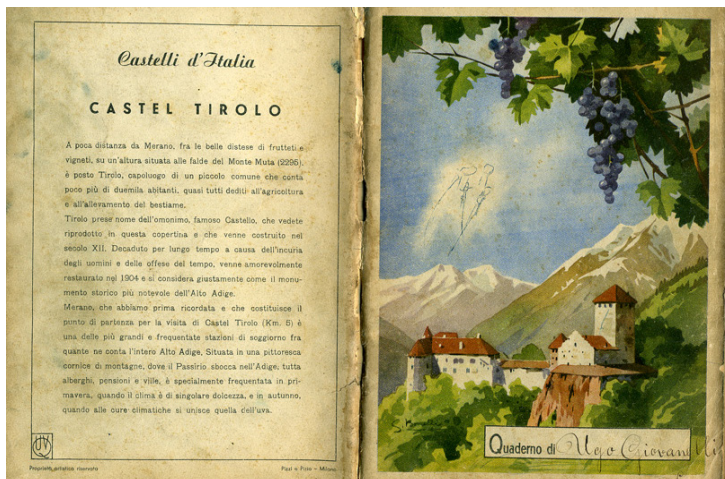 Castelli d'Italia
CASTEL TIROLO
A poca distanza da Merano, fra le belle distese di frutteti e
vigneti, su un'altura situata alle falde del Monte Muta (2295),
è posto Tirolo, capoluogo di un piccolo comune che conta
poco più di duemila abitanti, quasi tutti dediti all'agricoltura
e all'allevamento del bestiame.
Tirolo prese nome dall'omonimo, famoso Castello, che vedete
riprodotto in questa copertina e che venne costruito nel
secolo XII. Decaduto per lungo tempo a causa dell'incuria
degli uomini e delle offese del tempo, venne amorevolmente
restaurato nel 1904 e si considera giustamente come il monu-
mento storico più notevole dell'Alto Adige.
Merano, che abbiamo prima ricordata e che costituisce il
punto di partenza per la visita di Castel Tirolo (Km. 5) è
una delle più grandi e frequentate stazioni di soggiorno fra
quante ne conta l'intero Alto Adige. Situata in una pittoresca
cornice di montagne, dove il Passirio sbocca nell'Adige, tutta
alberghi, pensioni e ville, è specialmente frequentata in pri-
mavera, quando il clima è di singolare dolcezza, e in autunno,
quando alle cure climatiche si unisce quella dell'uva.
Proprietà artistica riservata
Pizzi e Pizio - Milano
Quaderno di Ugo Giovanelli